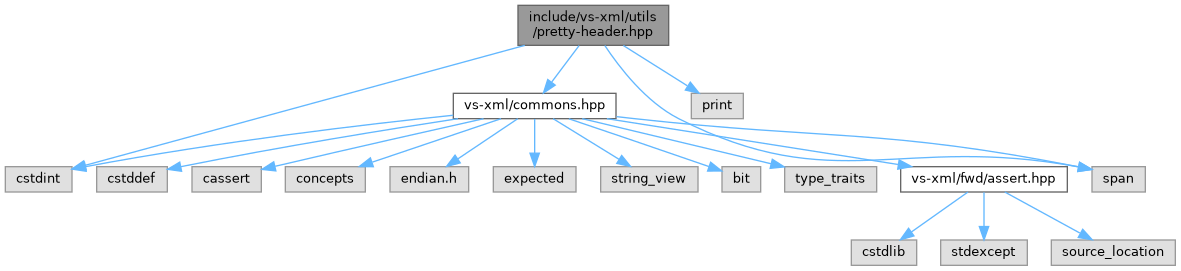 include/vs-xml/utils
/pretty-header.hpp
vs-xml/commons.hpp
print
cstdint
cstddef
cassert
concepts
endian.h
expected
string_view
bit
type_traits
vs-xml/fwd/assert.hpp
span
cstdlib
stdexcept
source_location